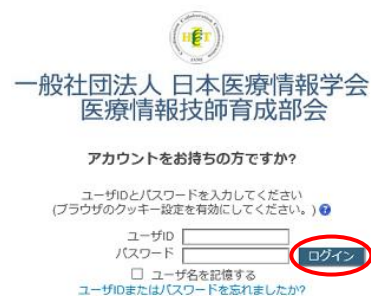 HCIT
一般社団法人 日本医療情報学会
医療情報技師育成部会
アカウントをお持ちの方ですか?
ユーザIDとパスワードを入力してください
(ブラウザのクッキー設定を有効にしてください。)?
ユーザID
パスワード ログイン
ユーザ名を記憶する
ユーザIDまたはパスワードを忘れましたか?